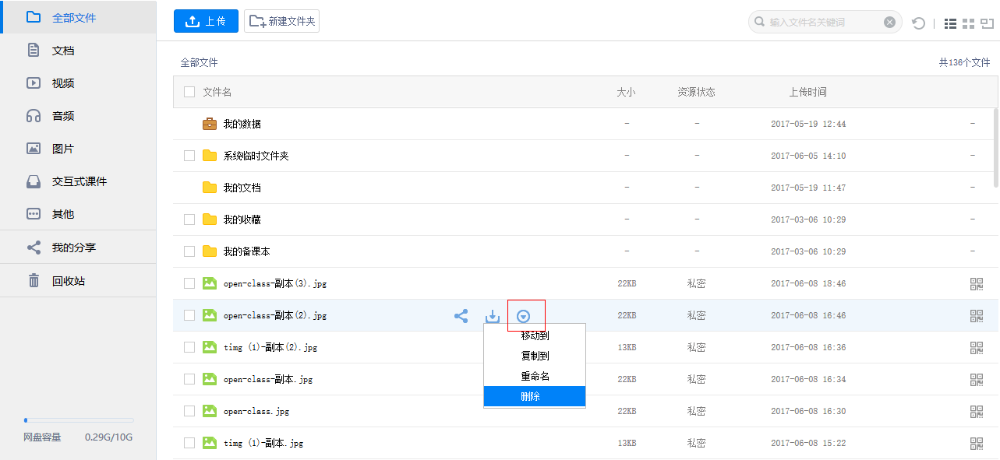 全部文件
文档
视频
音频
图片
交互式课件
其他
我的分享
回收站
网盘容量 0.29G/10G
上传 新建文件夹 输入文件名关键词
全部文件 共136个文件
文件名 大小 资源状态 上传时间
我的数据 - - 2017-05-19 12:44 -
系统临时文件夹 - - 2017-06-05 14:10 -
我的文档 - - 2017-05-19 11:47 -
我的收藏 - - 2017-03-06 10:29 -
我的备课本 - - 2017-03-06 10:29 -
open-class-副本(3).jpg 22KB 私密 2017-06-08 18:46
open-class-副本(2).jpg 22KB 私密 2017-06-08 16:46
timg (1)-副本(2).jpg 13KB 私密 2017-06-08 16:36
open-class-副本.jpg 22KB 私密 2017-06-08 16:34
open-class.jpg 22KB 私密 2017-06-08 16:30
timg (1)-副本.jpg 13KB 私密 2017-06-08 15:22
移动到
复制到
重命名
删除